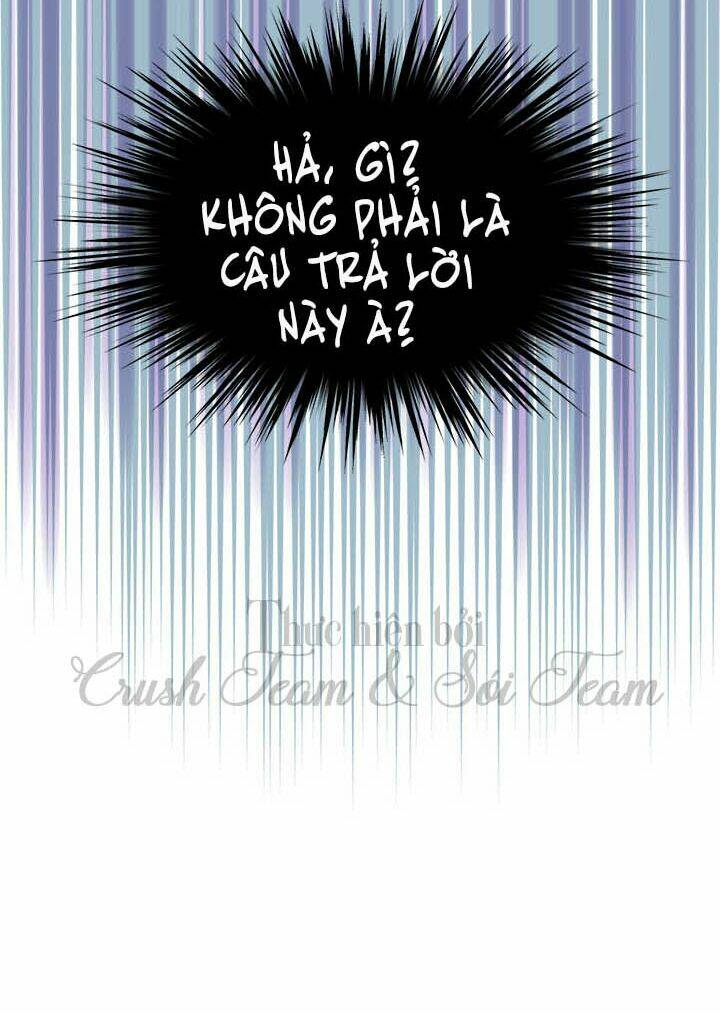 HẢ, GÌ?
KHÔNG PHẢI LÀ
CÂU TRẢ LỜI
NÀY À?
Thực hiện bởi
Crush Team & Sói Team